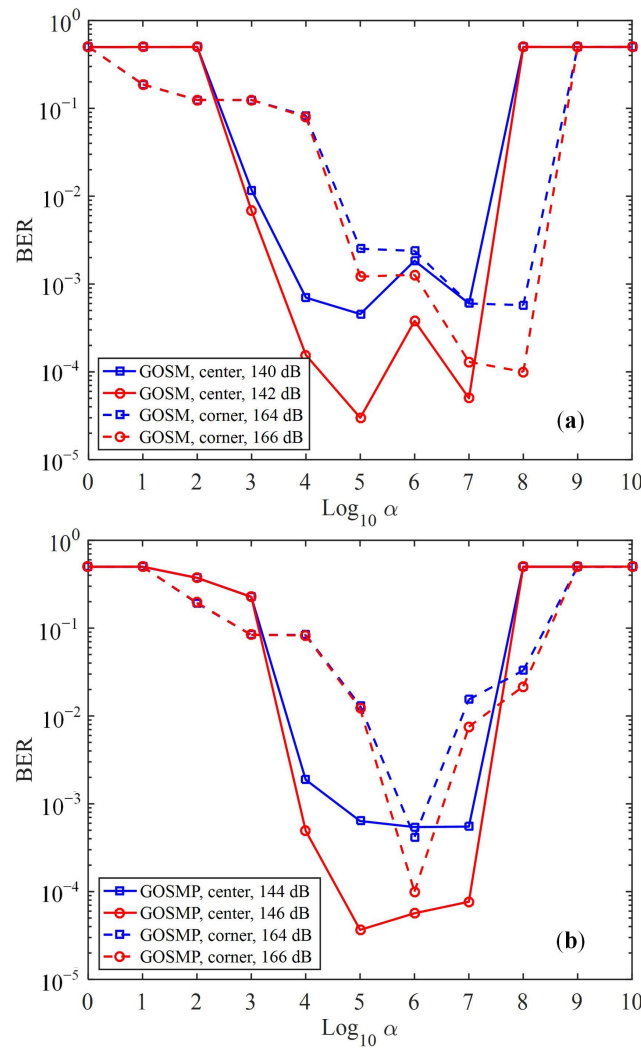 10^0
10^-1
10^-2
10^-3
10^-4
10^-5
BER
GOSM, center, 140 dB
GOSM, center, 142 dB
GOSM, corner, 164 dB
GOSM, corner, 166 dB
(a)
0 1 2 3 4 5 6 7 8 9 10
Log10 α
10^0
10^-1
10^-2
10^-3
10^-4
10^-5
BER
GOSMP, center, 144 dB
GOSMP, center, 146 dB
GOSMP, corner, 164 dB
GOSMP, corner, 166 dB
(b)
0 1 2 3 4 5 6 7 8 9 10
Log10 α